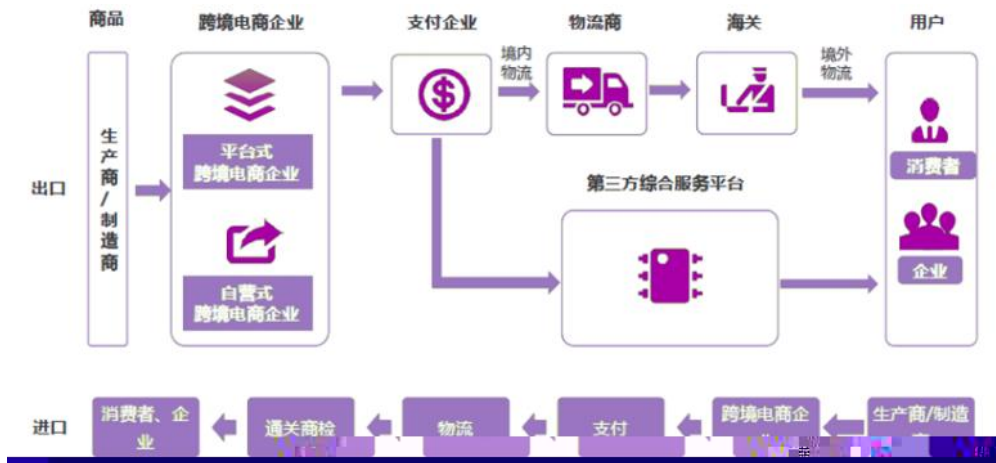 商品
跨境电商企业
支付企业
物流商
海关
用户
境内
物流
境外
物流
出口
生产商/制造商
平台式
跨境电商企业
自营式
跨境电商企业
第三方综合服务平台
消费者
企业
进口
消费者、企
业
通关商检
物流
支付
跨境电商企
生产商/制造